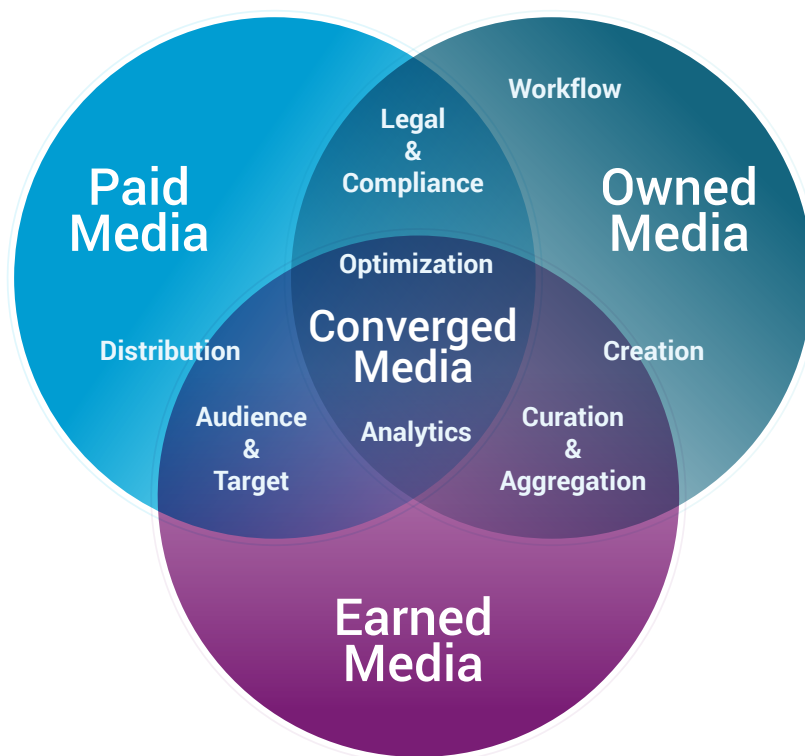 Workflow
Legal
&
Compliance
Paid
Media
Owned
Media
Optimization
Converged
Media
Distribution
Creation
Audience
&
Target
Analytics
Curation
&
Aggregation
Earned
Media